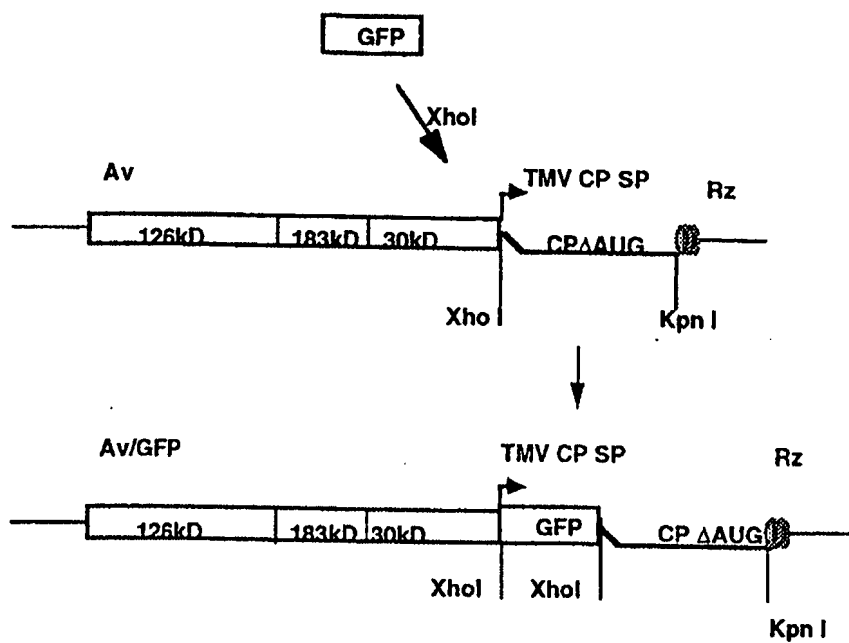 GFP
XhoI
Av
TMV CP SP
Rz
126kD 183kD 30kD CPΔAUG
Xho I
Kpn I
Av/GFP
TMV CP SP
Rz
126kD 183kD 30kD GFP CP ΔAUG
XhoI XhoI
Kpn I